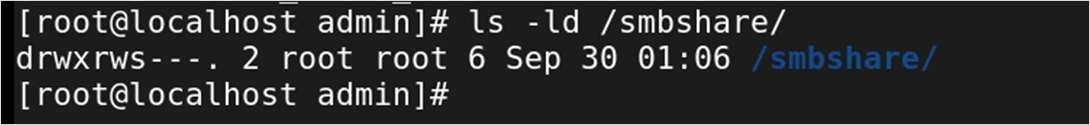 [root@localhost admin]# ls -ld /smbshare/
drwxrws---. 2 root root 6 Sep 30 01:06 /smbshare/
[root@localhost admin]#